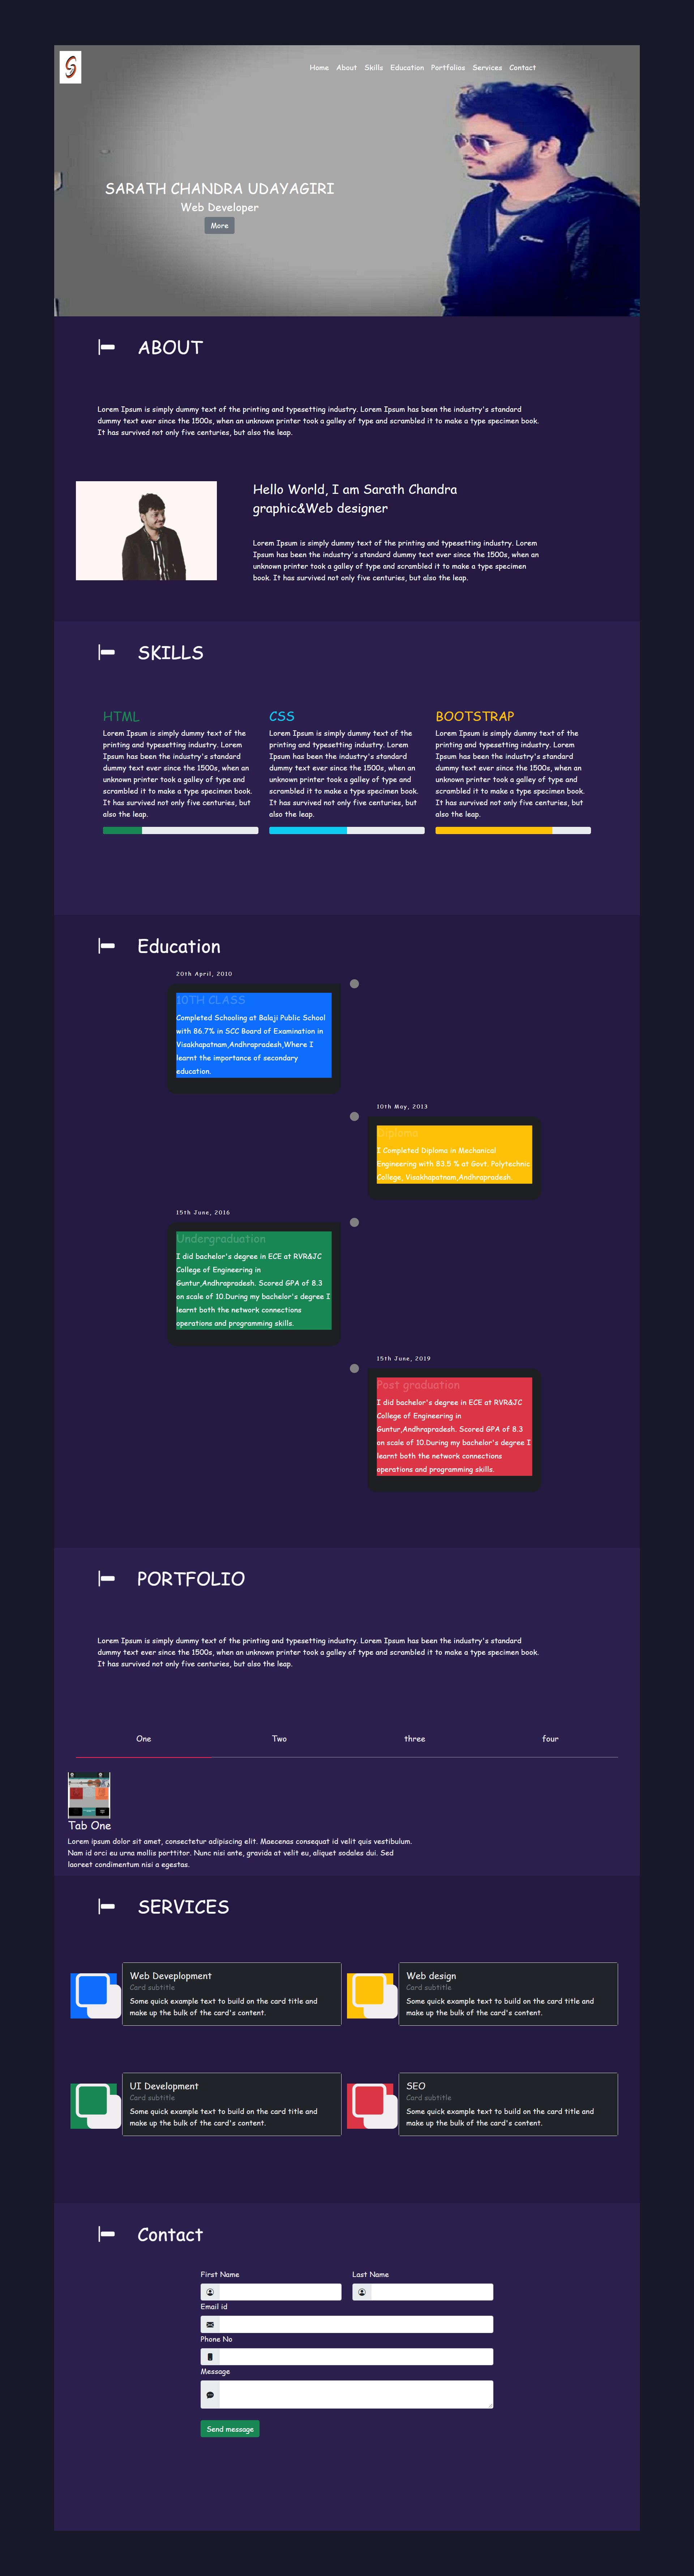 Home About Skills Education Portfolios Services Contact
SARATH CHANDRA UDAYAGIRI
Web Developer
More
ABOUT
Lorem Ipsum is simply dummy text of the printing and typesetting industry. Lorem Ipsum has been the industry's standard
dummy text ever since the 1500s, when an unknown printer took a galley of type and scrambled it to make a type specimen book.
It has survived not only five centuries, but also the leap.
Hello World, I am Sarath Chandra
graphic&Web designer
Lorem Ipsum is simply dummy text of the printing and typesetting industry. Lorem
Ipsum has been the industry's standard dummy text ever since the 1500s, when an
unknown printer took a galley of type and scrambled it to make a type specimen
book. It has survived not only five centuries, but also the leap.
SKILLS
HTML
Lorem Ipsum is simply dummy text of the
printing and typesetting industry. Lorem
Ipsum has been the industry's standard
dummy text ever since the 1500s, when an
unknown printer took a galley of type and
scrambled it to make a type specimen book.
It has survived not only five centuries, but
also the leap.
CSS
Lorem Ipsum is simply dummy text of the
printing and typesetting industry. Lorem
Ipsum has been the industry's standard
dummy text ever since the 1500s, when an
unknown printer took a galley of type and
scrambled it to make a type specimen book.
It has survived not only five centuries, but
also the leap.
BOOTSTRAP
Lorem Ipsum is simply dummy text of the
printing and typesetting industry. Lorem
Ipsum has been the industry's standard
dummy text ever since the 1500s, when an
unknown printer took a galley of type and
scrambled it to make a type specimen book.
It has survived not only five centuries, but
also the leap.
Education
20th April, 2010
10TH CLASS
Completed Schooling at Balaji Public School
with 86.7% in SCC Board of Examination in
Visakhapatnam,Andhrapradesh,Where I
learnt the importance of secondary
education.
10th May, 2013
Diploma
I Completed Diploma in Mechanical
Engineering with 83.5 % at Govt. Polytechnic
College, Visakhapatnam,Andhrapradesh.
15th June, 2016
Undergraduation
I did bachelor's degree in ECE at RVR&JC
College of Engineering in
Guntur,Andhrapradesh. Scored GPA of 8.3
on scale of 10.During my bachelor's degree I
learnt both the network connections
operations and programming skills.
15th June, 2019
Post graduation
I did bachelor's degree in ECE at RVR&JC
College of Engineering in
Guntur,Andhrapradesh. Scored GPA of 8.3
on scale of 10.During my bachelor's degree I
learnt both the network connections
operations and programming skills.
PORTFOLIO
Lorem Ipsum is simply dummy text of the printing and typesetting industry. Lorem Ipsum has been the industry's standard
dummy text ever since the 1500s, when an unknown printer took a galley of type and scrambled it to make a type specimen book.
It has survived not only five centuries, but also the leap.
One Two three four
Tab One
Lorem ipsum dolor sit amet, consectetur adipiscing elit. Maecenas consequat id velit quis vestibulum.
Nam id orci eu urna mollis porttitor. Nunc nisi ante, gravida at velit eu, aliquet sodales dui. Sed
laoreet condimentum nisi a egestas.
SERVICES
Web Deveplopment
Card subtitle
Some quick example text to build on the card title and
make up the bulk of the card's content.
Web design
Card subtitle
Some quick example text to build on the card title and
make up the bulk of the card's content.
UI Development
Card subtitle
Some quick example text to build on the card title and
make up the bulk of the card's content.
SEO
Card subtitle
Some quick example text to build on the card title and
make up the bulk of the card's content.
Contact
First Name Last Name
Email id
Phone No
Message
Send message